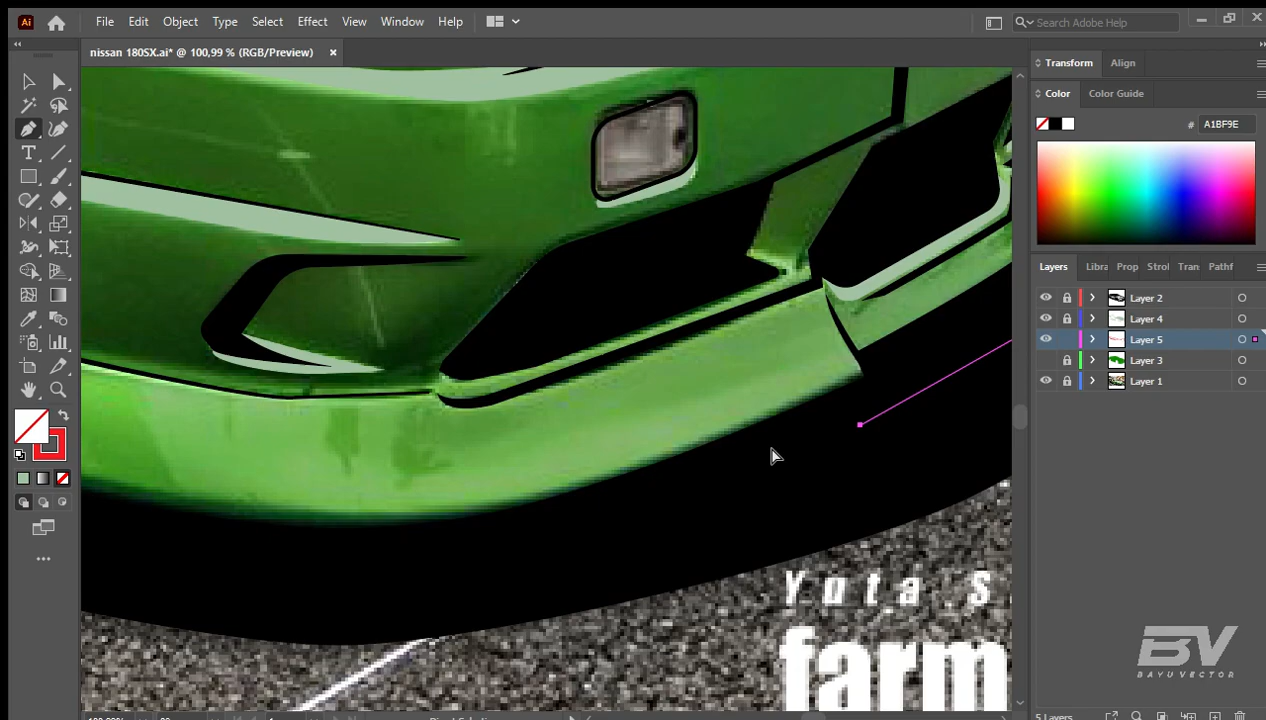 Ai File Edit Object Type Select Effect View Window Help Search Adobe Help
nissan 180SX.ai* @ 100,99 % (RGB/Preview) ×
Transform Align
Color Color Guide
# A1BF9E
Layers Libra Prop Strol Tran Pathf
Layer 2
Layer 4
Layer 5
Layer 3
Layer 1
Yuta S
farm
BV
BAYUVECTOR
5 Layers